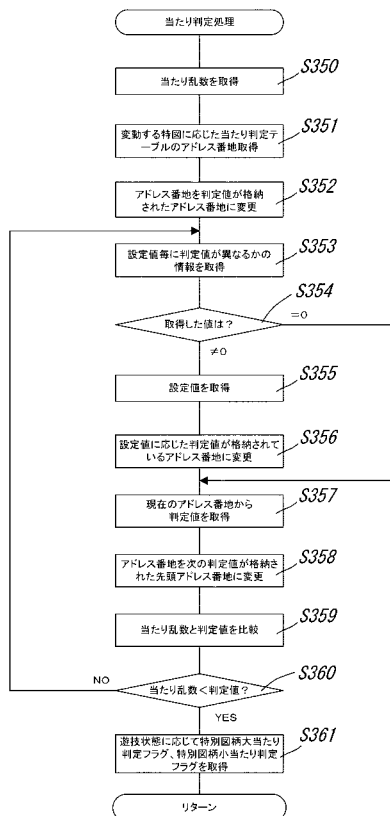 当たり判定処理
S350
当たり乱数を取得
S351
変動する特図に応じた当たり判定テ
ーブルのアドレス番地取得
S352
アドレス番地を判定値が格納
されたアドレス番地に変更
S353
設定値毎に判定値が異なるかの
情報を取得
S354
取得した値は？
=0
≠0
S355
設定値を取得
S356
設定値に応じた判定値が格納されて
いるアドレス番地に変更
S357
現在のアドレス番地から
判定値を取得
S358
アドレス番地を次の判定値が格納
された先頭アドレス番地に変更
S359
当たり乱数と判定値を比較
S360
NO
当たり乱数＜判定値？
YES
S361
遊技状態に応じて特別図柄大当たり
判定フラグ、特別図柄小当たり判定
フラグを取得
リターン